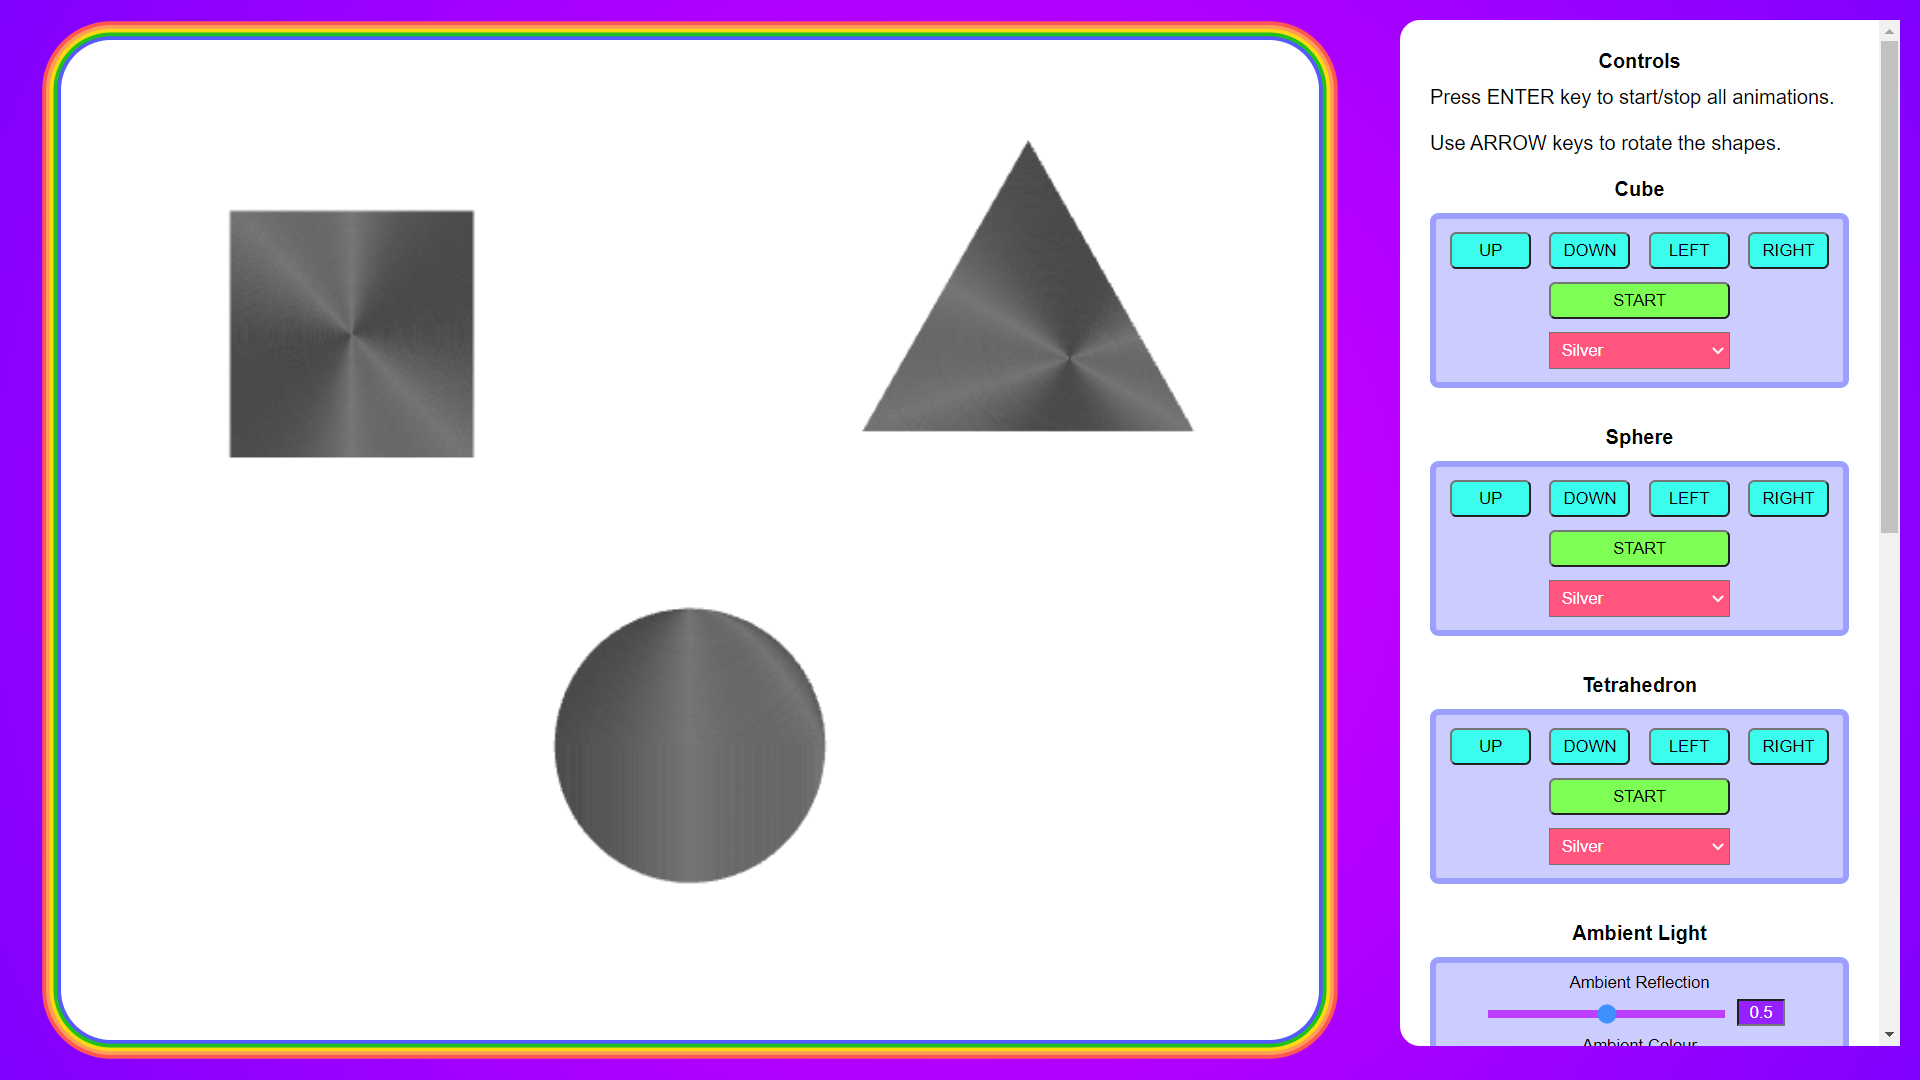 Controls
Press ENTER key to start/stop all animations.
Use ARROW keys to rotate the shapes.
Cube
UP DOWN LEFT RIGHT
START
Silver
Sphere
UP DOWN LEFT RIGHT
START
Silver
Tetrahedron
UP DOWN LEFT RIGHT
START
Silver
Ambient Light
Ambient Reflection
0.5
Ambient Colour